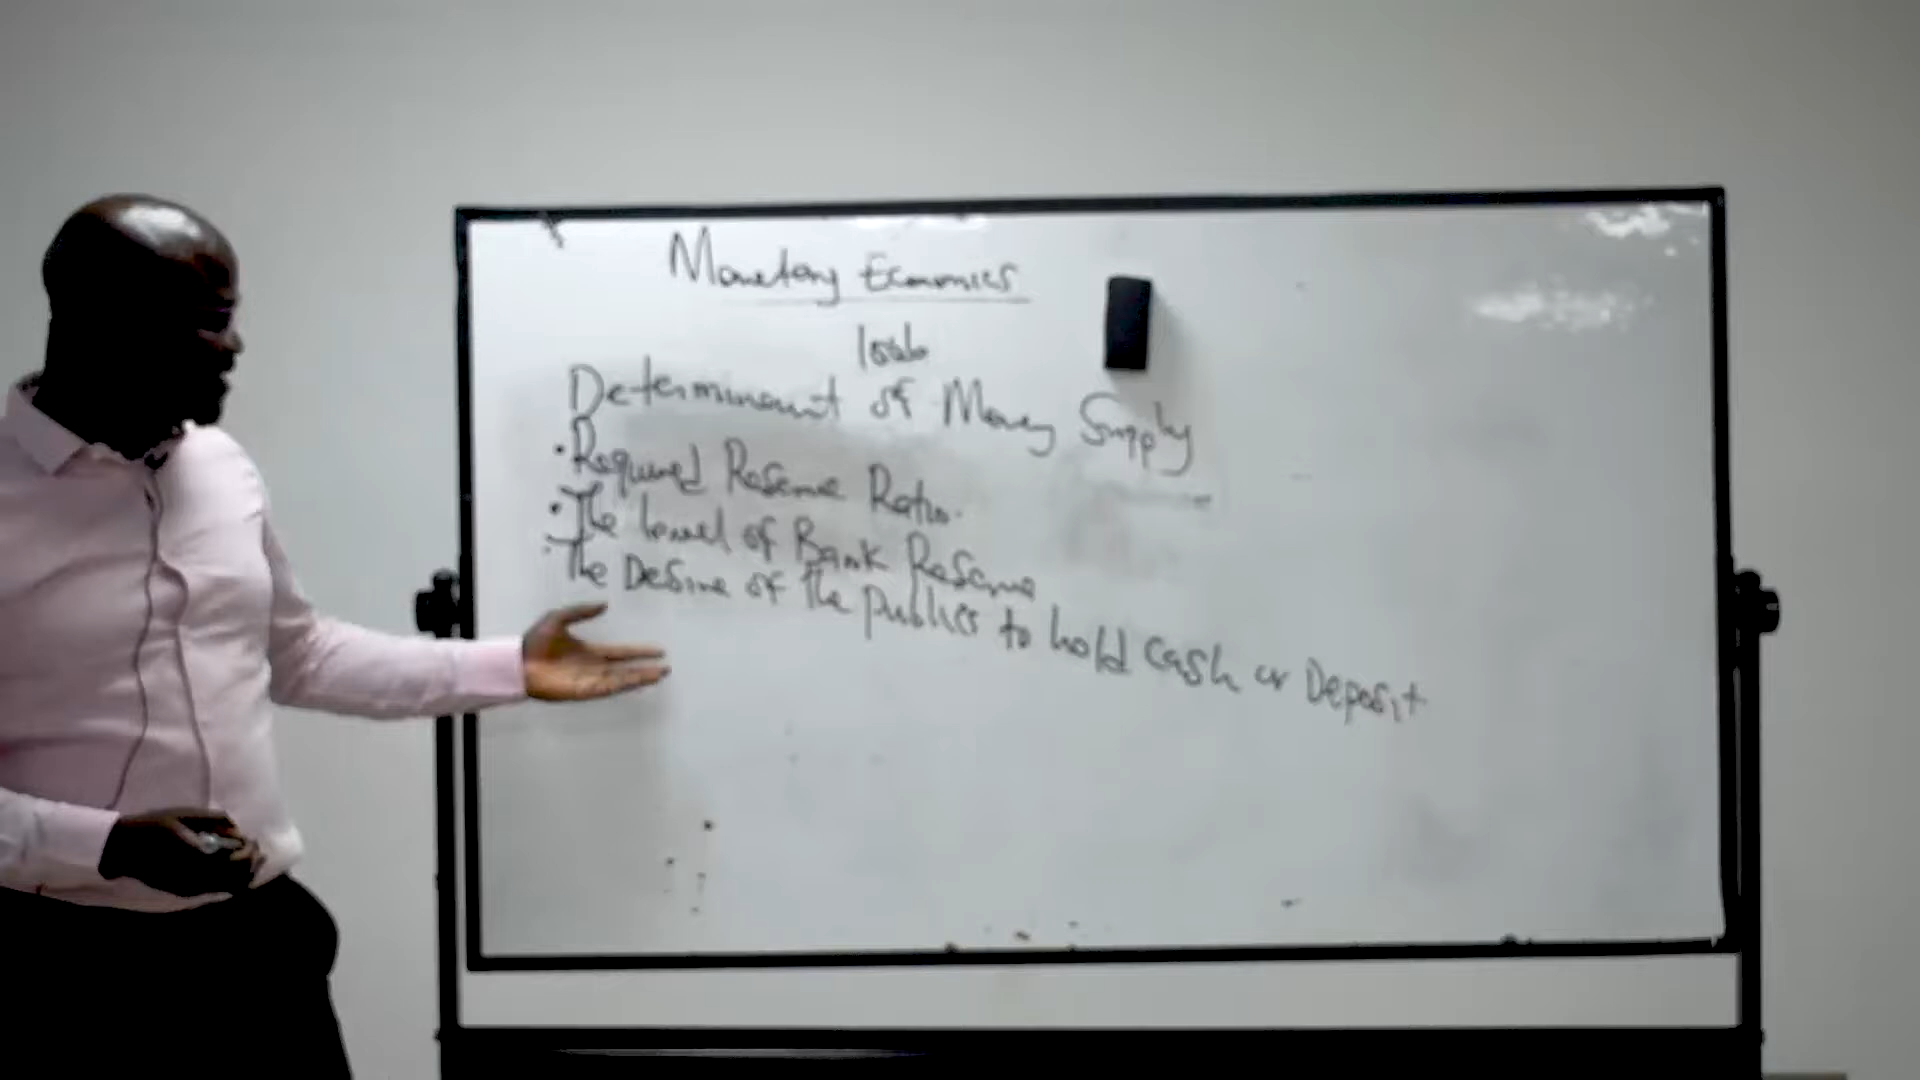 Monetary Economics
Determinant of Money Supply
• Required Reserve Ratio.
• The level of Bank Reserve
• The Desire of the publics to hold cash or Deposit